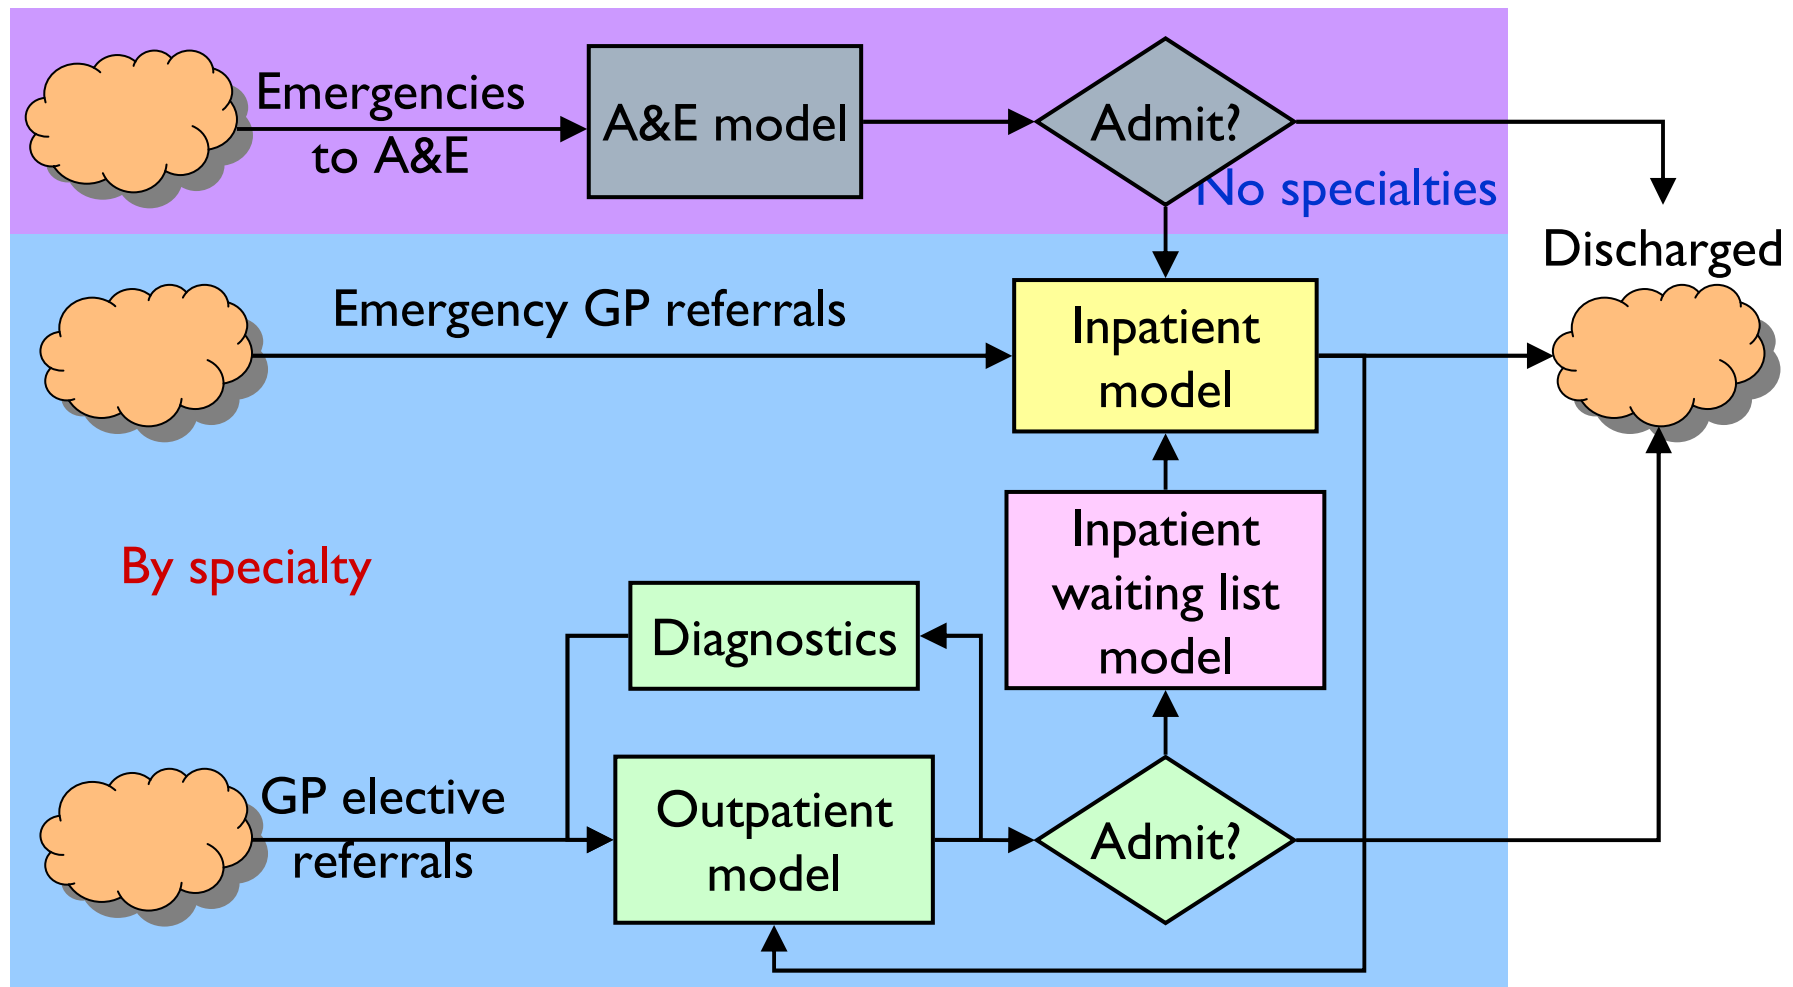 Emergencies
to A&E
A&E model
Admit?
No specialties
Discharged
Emergency GP referrals
Inpatient
model
By specialty
Inpatient
waiting list
model
Diagnostics
GP elective
referrals
Outpatient
model
Admit?